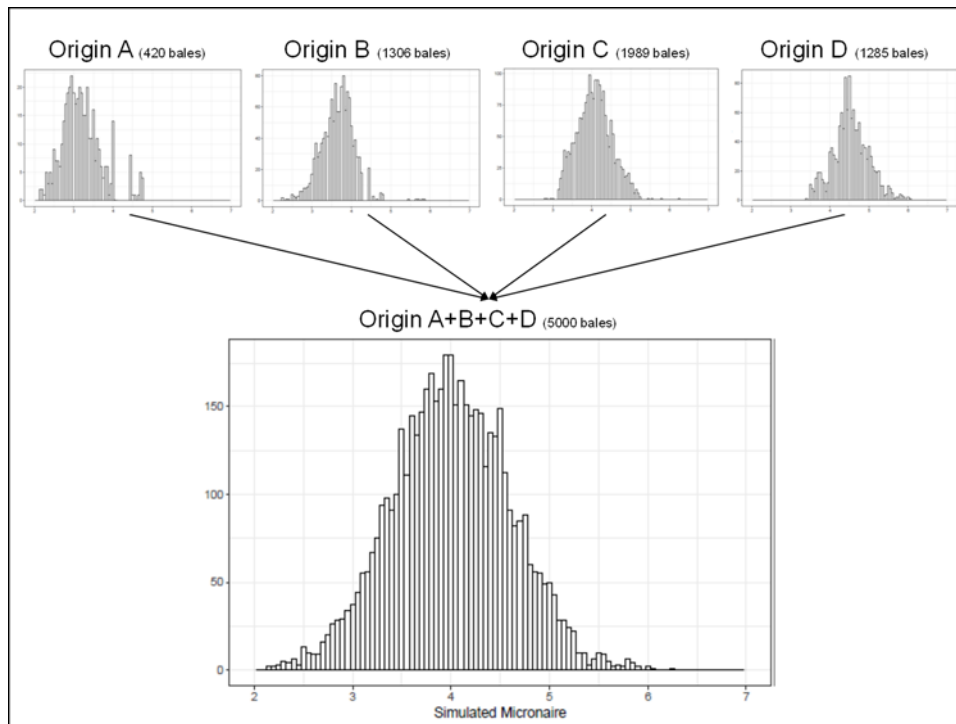 Origin A (420 bales)
Origin B (1306 bales)
Origin C (1989 bales)
Origin D (1285 bales)
Origin A+B+C+D (5000 bales)
150
100
50
0
2 3 4 5 6 7
Simulated Micronaire